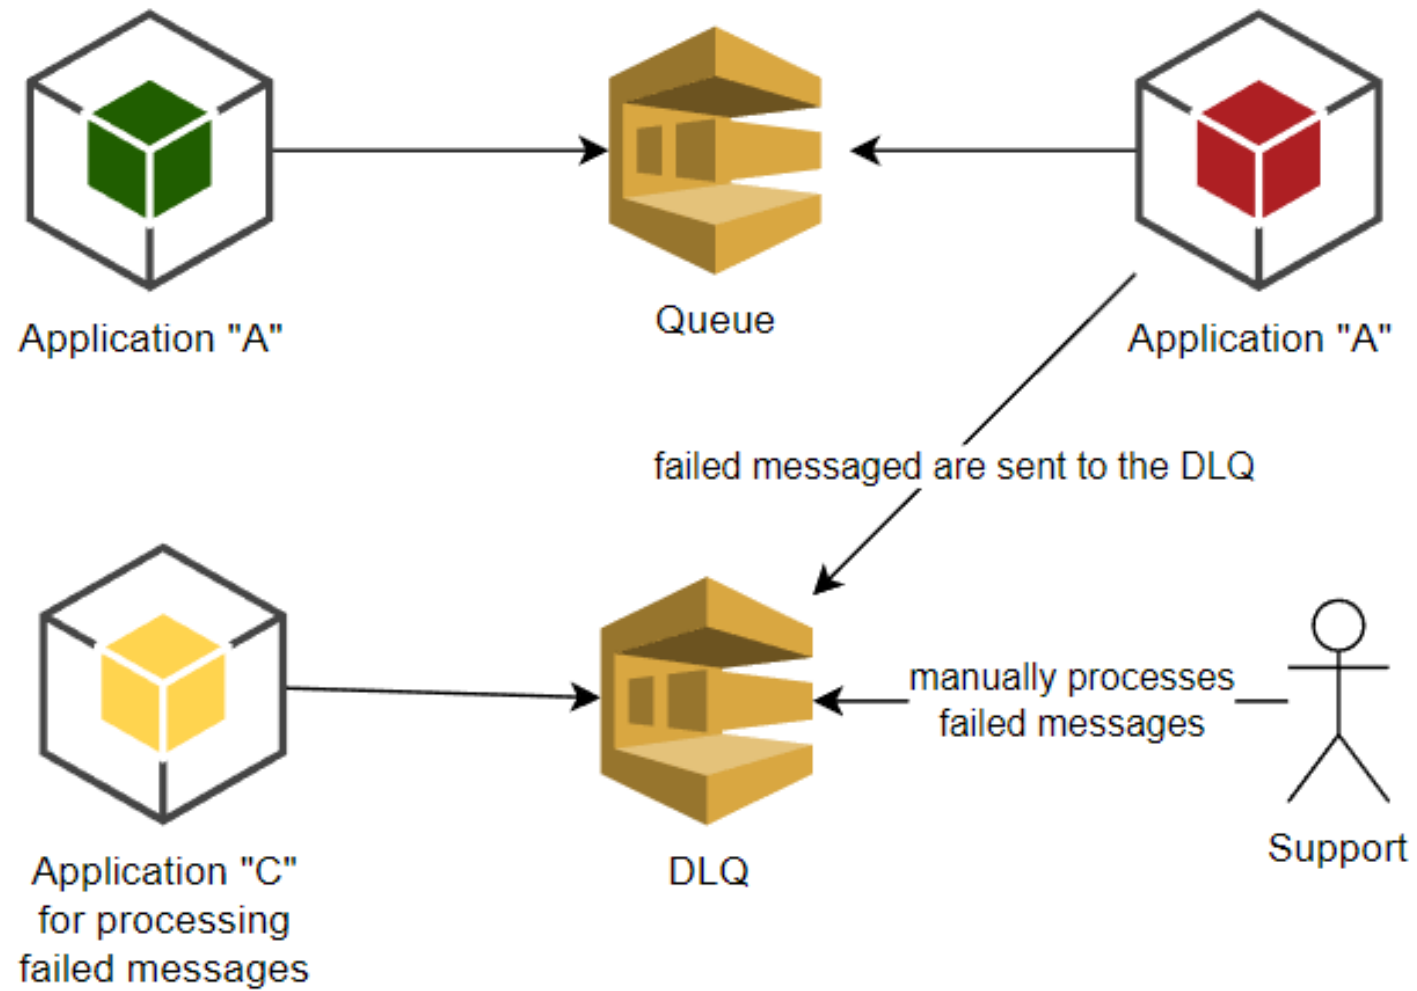 Application "A"
Queue
Application "A"
failed messaged are sent to the DLQ
manually processes
failed messages
Support
Application "C"
for processing
failed messages
DLQ